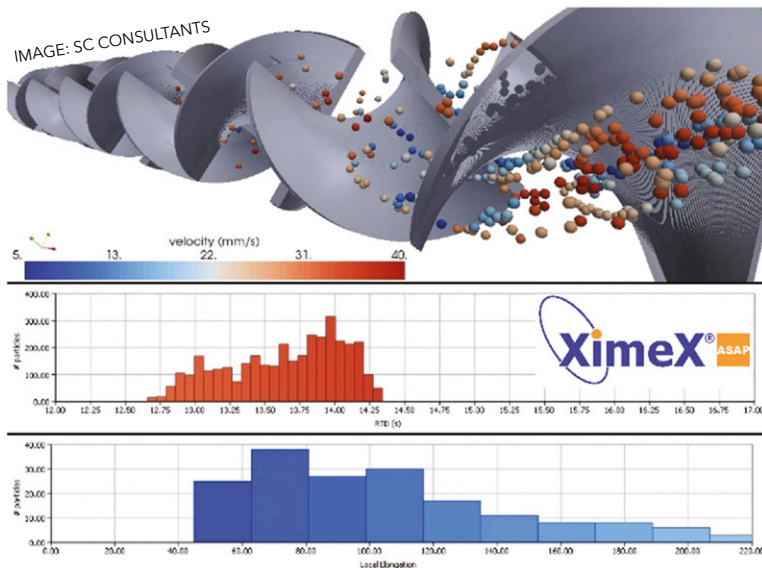 IMAGE: SC CONSULTANTS
velocity (mm/s)
5. 13. 22. 31. 40.
400.00
300.00
200.00
100.00
0.00
# particles
12.00 12.25 12.50 12.75 13.00 13.25 13.50 13.75 14.00 14.25 14.50 14.75 15.00 15.25 15.50 15.75 16.00 16.25 16.50 16.75 17.00
RTD (s)
XimeX® ASAP
40.00
30.00
20.00
10.00
0.00
# particles
0.00 20.00 40.00 60.00 80.00 100.00 120.00 140.00 160.00 180.00 200.00 220.00
Local Elongation